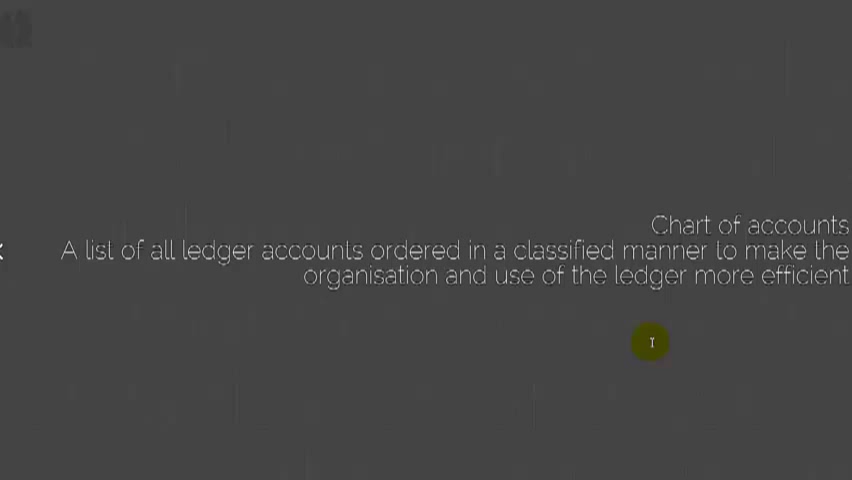 Chart of accounts
A list of all ledger accounts ordered in a classified manner to make the
organisation and use of the ledger more efficient